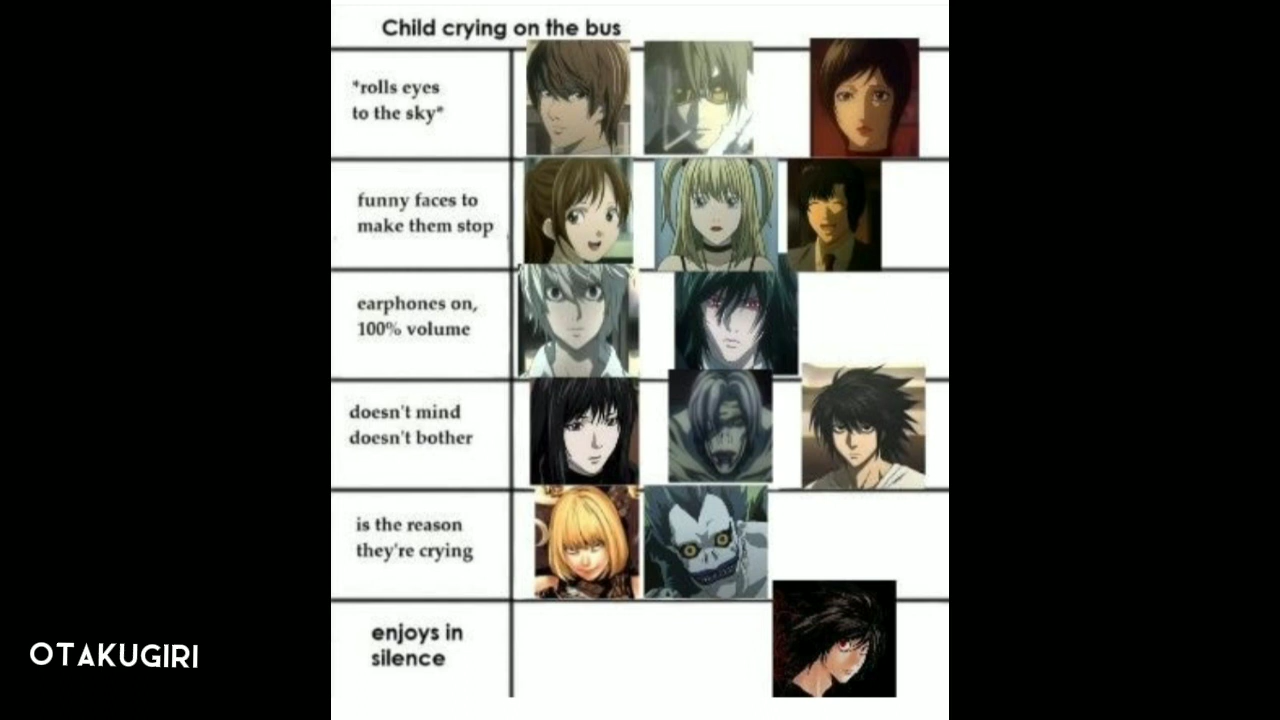 Child crying on the bus
*rolls eyes
to the sky*
funny faces to
make them stop
earphones on,
100% volume
doesn't mind
doesn't bother
is the reason
they're crying
enjoys in
silence
OTAKUGIRI